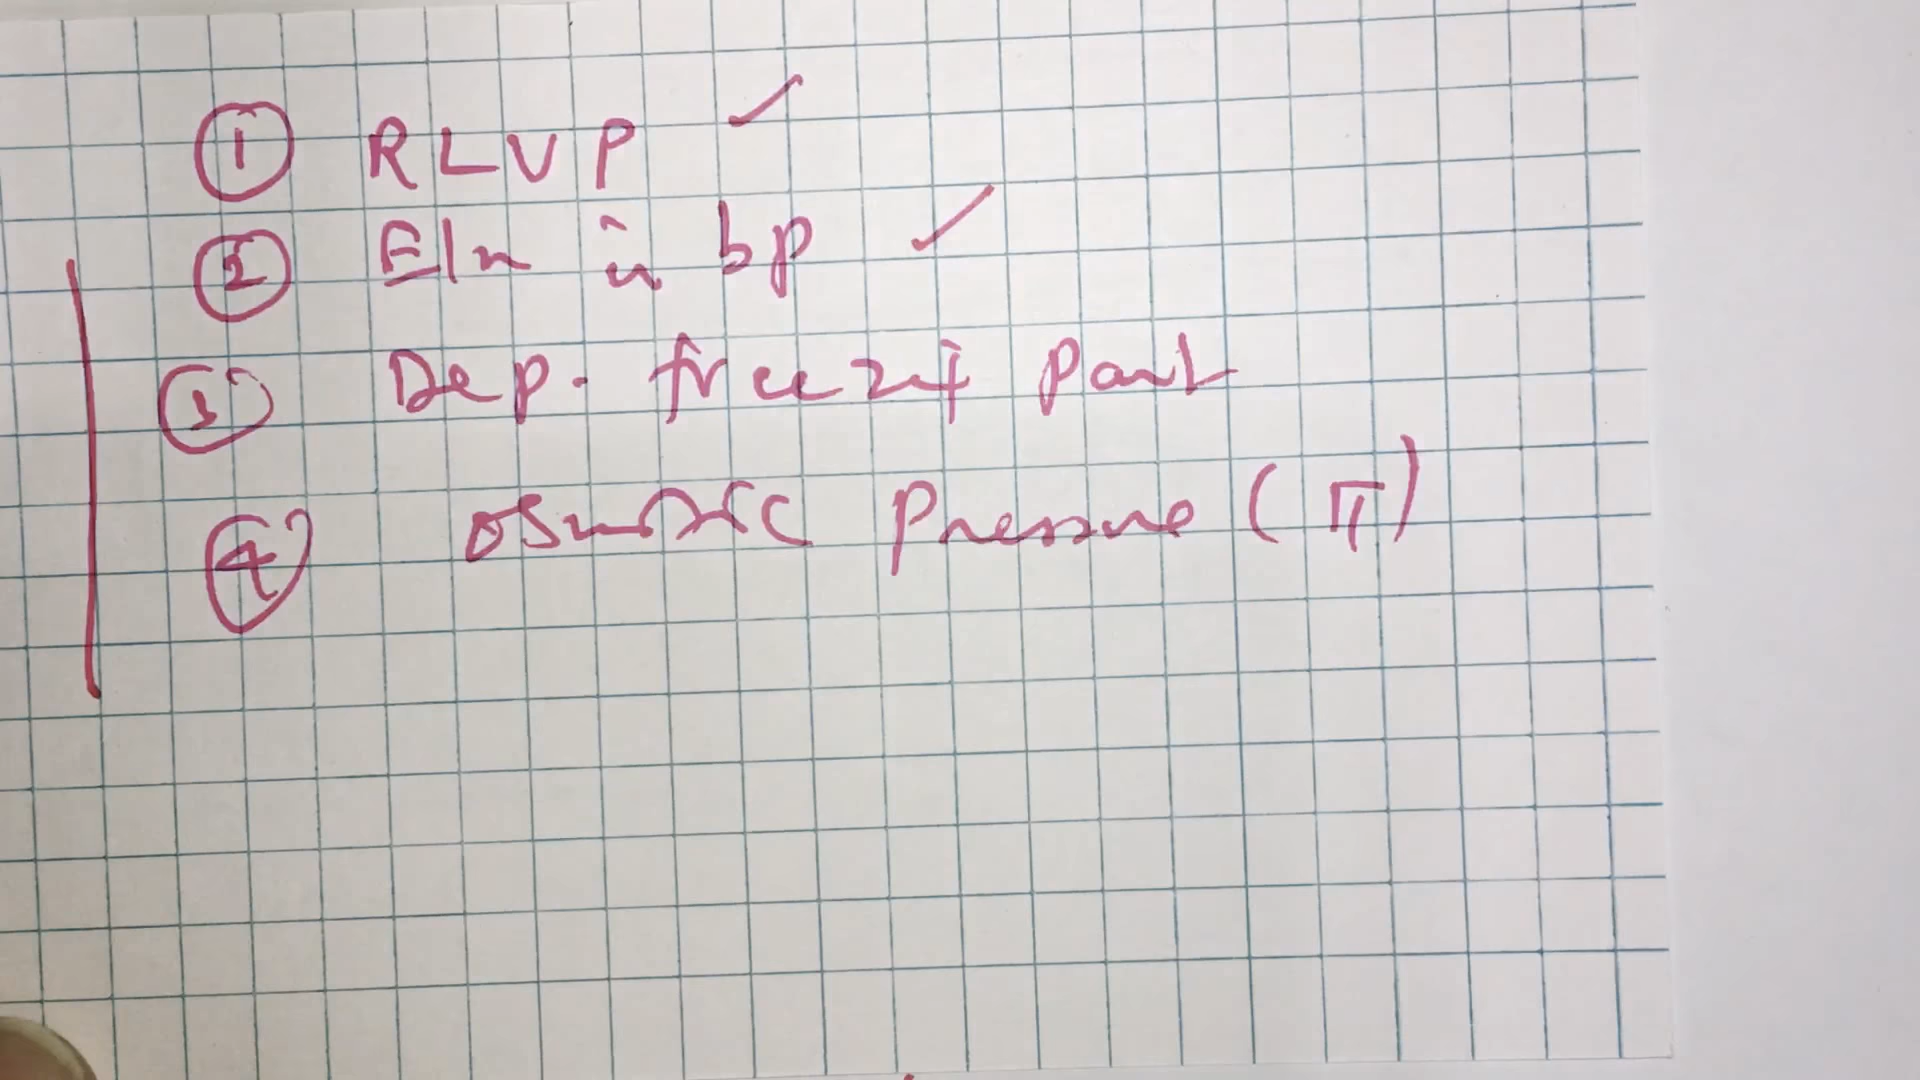 ① RLVP ✓
② Eln in bp ✓
③ Dep. freezing point
④ osmotic pressure (π)